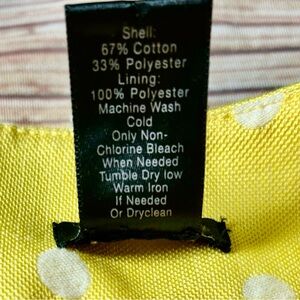 Shell:
67% Cotton
33% Polyester
Lining:
100% Polyester
Machine Wash
Cold
Only Non-
Chlorine Bleach
When Needed
Tumble Dry low
Warm Iron
If Needed
Or Dryclean